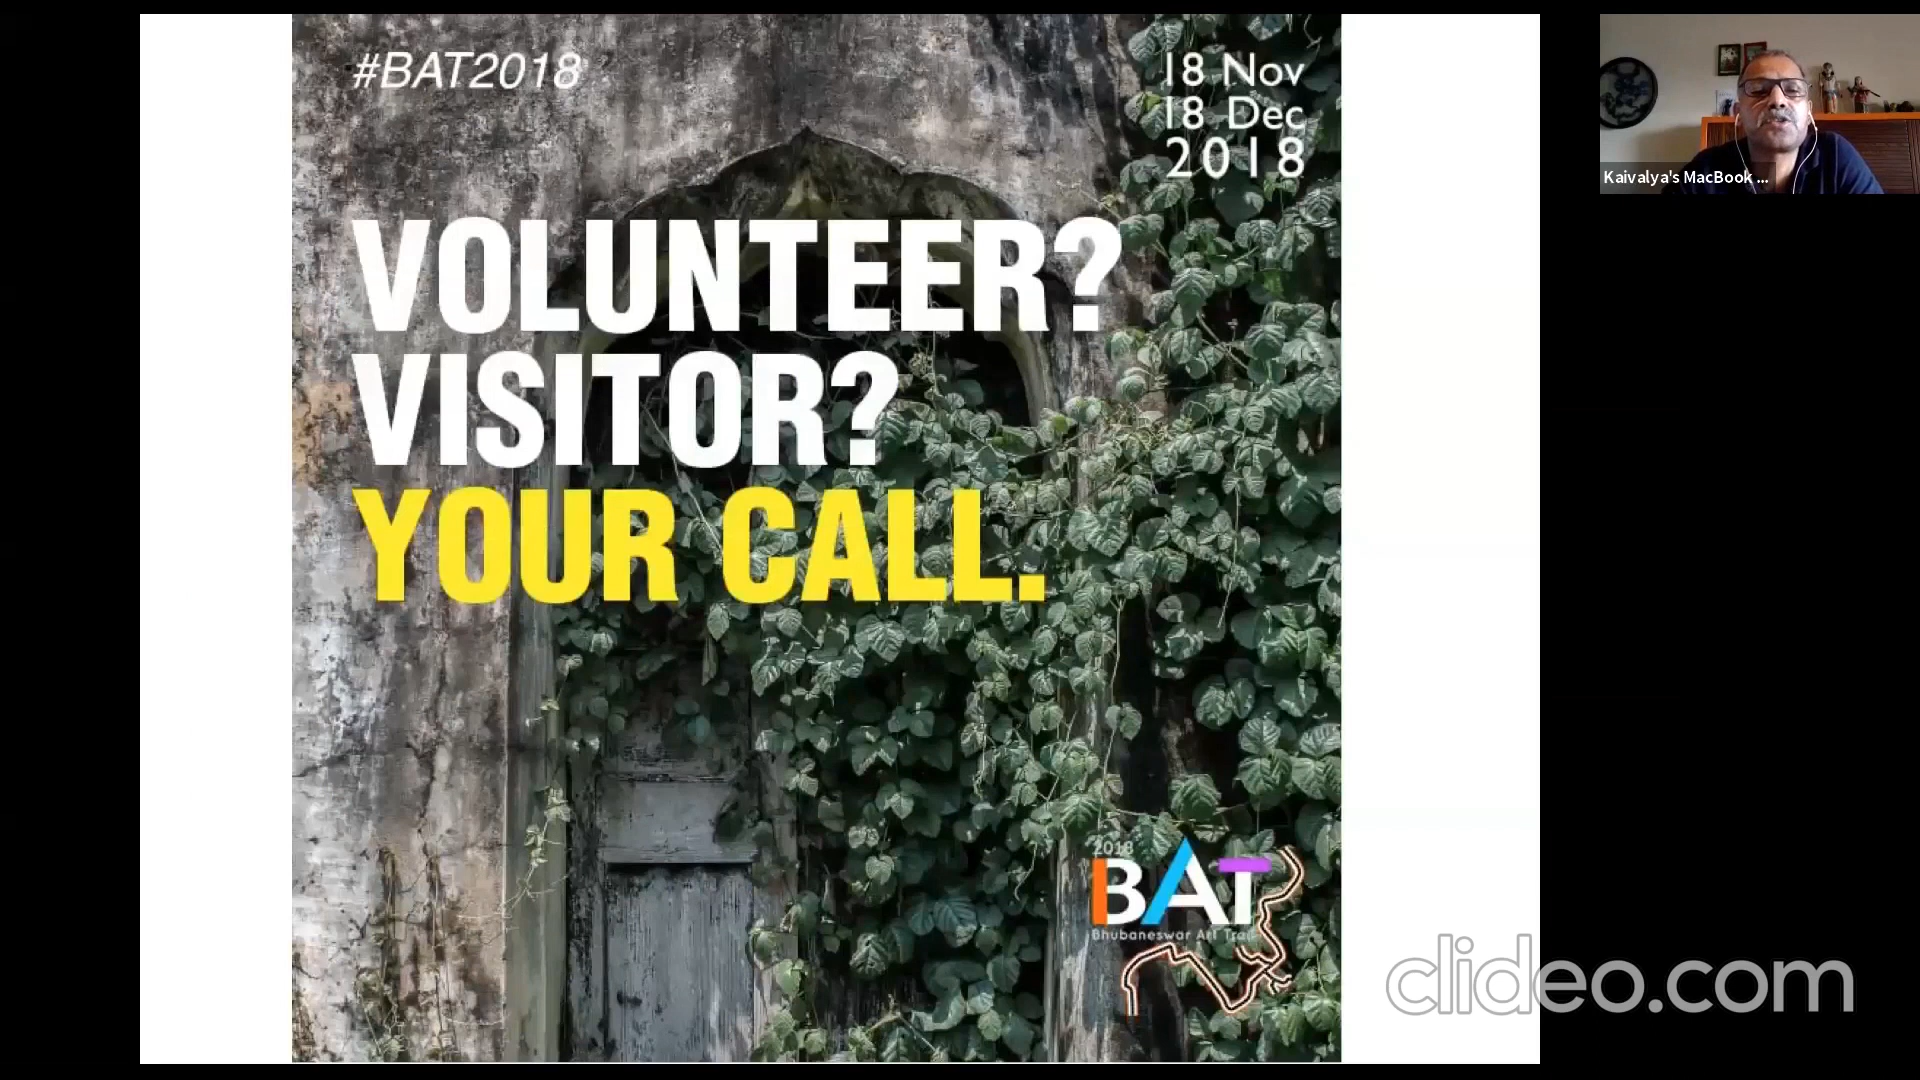 #BAT2018
18 Nov
18 Dec
2018
VOLUNTEER?
VISITOR?
YOUR CALL.
2018
BAT
Bhubaneswar Art Trail
Kaivalya's MacBook ...
clideo.com